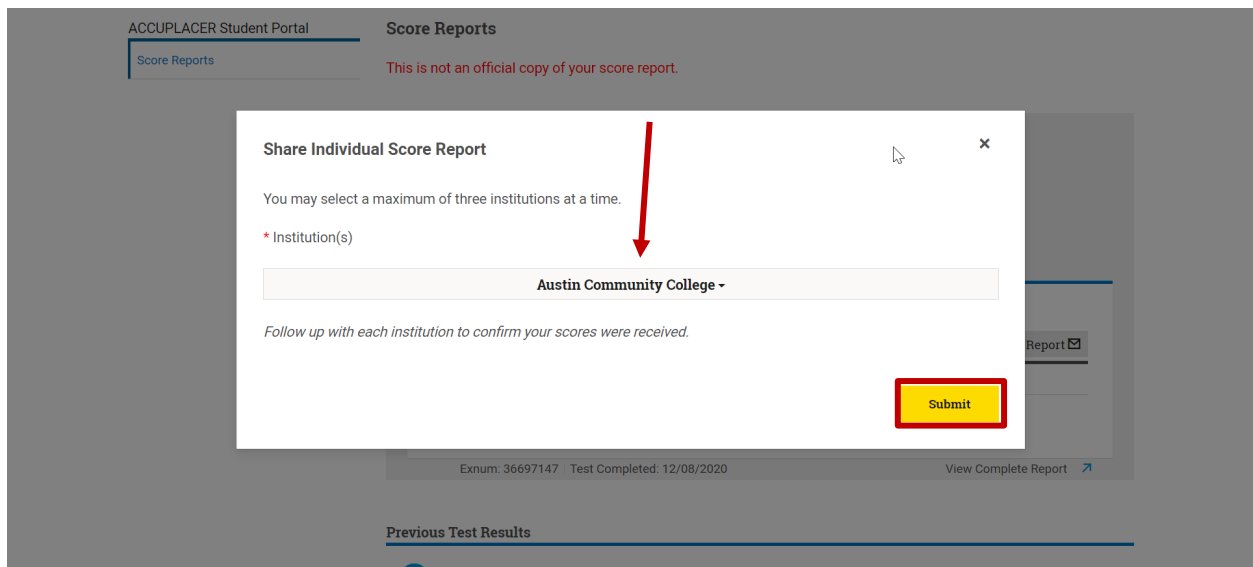 ACCUPLACER Student Portal
Score Reports
Score Reports
This is not an official copy of your score report.
Share Individual Score Report
×
You may select a maximum of three institutions at a time.
* Institution(s)
Austin Community College
Follow up with each institution to confirm your scores were received.
Report
Submit
Exnum: 36697147 Test Completed: 12/08/2020
View Complete Report
Previous Test Results